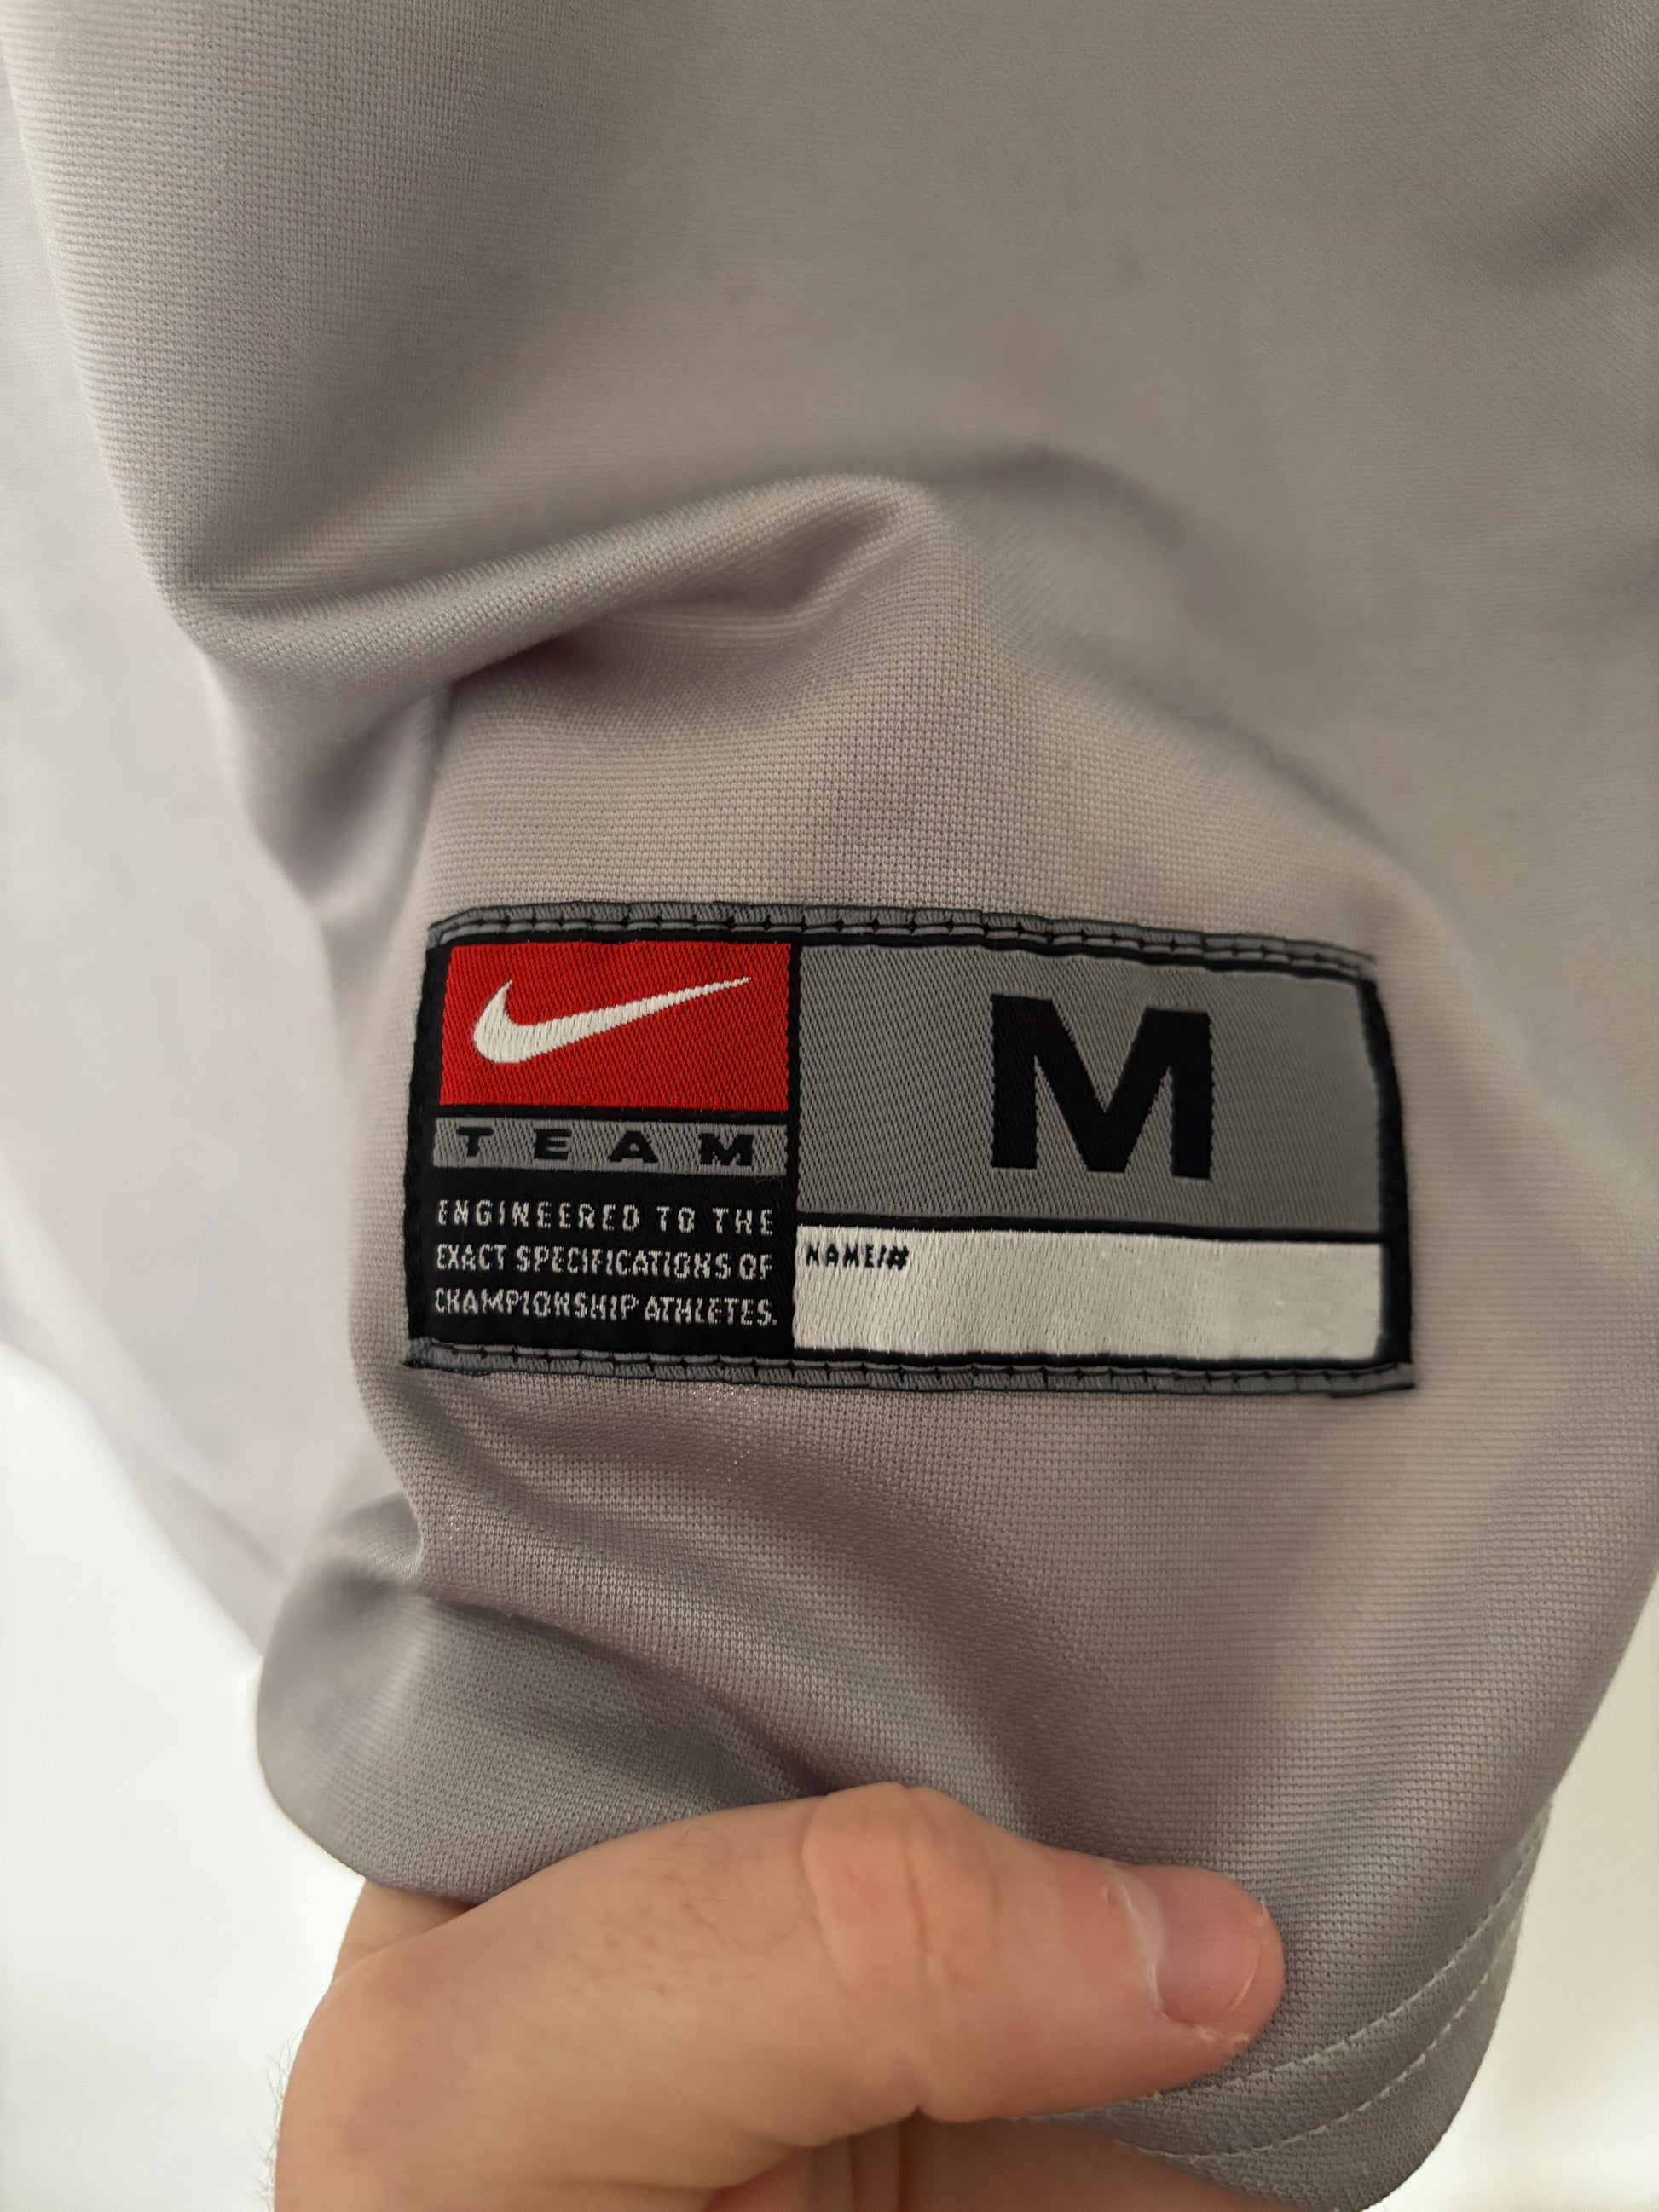 TEAM
ENGINEERED TO THE
EXACT SPECIFICATIONS OF
CHAMPIONSHIP ATHLETES.
M
NAME/#